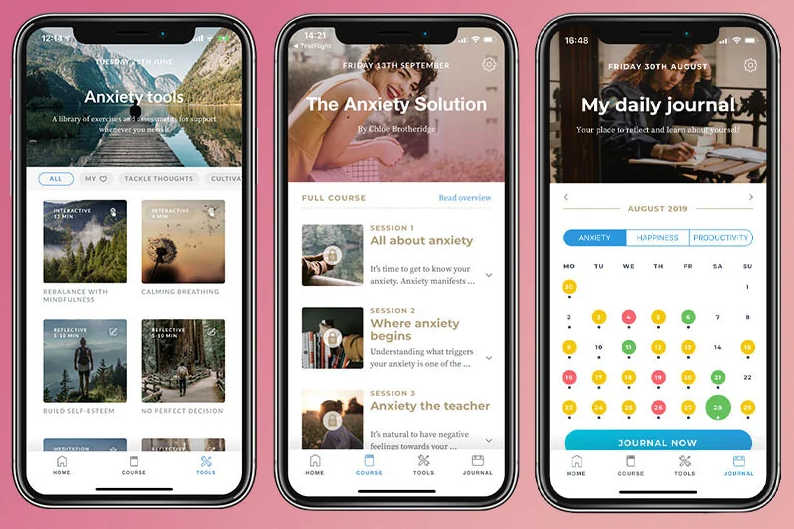 12:14
TUESDAY 25TH JUNE
Anxiety tools
A library of exercises and assessments for support
whenever you need it
ALL
MY
TACKLE THOUGHTS
CULTIVA
INTERACTIVE
12 MIN
REBALANCE WITH
MINDFULNESS
INTERACTIVE
4 MIN
CALMING BREATHING
REFLECTIVE
5-10 MIN
BUILD SELF-ESTEEM
REFLECTIVE
5-10 MIN
NO PERFECT DECISION
MEDITATION
REFLECTIVE
HOME
COURSE
TOOLS
14:21
TestFlight
FRIDAY 13TH SEPTEMBER
The Anxiety Solution
By Chloe Brotheridge
FULL COURSE
Read overview
SESSION 1
All about anxiety
It's time to get to know your
anxiety. Anxiety manifests ...
SESSION 2
Where anxiety
begins
Understanding what triggers
your anxiety is one of the ...
SESSION 3
Anxiety the teacher
It's natural to have negative
feelings towards your ...
HOME
COURSE
TOOLS
JOURNAL
16:48
FRIDAY 30TH AUGUST
My daily journal
Your place to reflect and learn about yourself
AUGUST 2019
ANXIETY
HAPPINESS
PRODUCTIVITY
MO TU WE TH FR SA SU
30 1
2 3 4 5 6 7 8
9 10 11 12 13 14 15
16 17 18 19 20 21 22
23 24 25 26 27 28 29
JOURNAL NOW
HOME
COURSE
TOOLS
JOURNAL